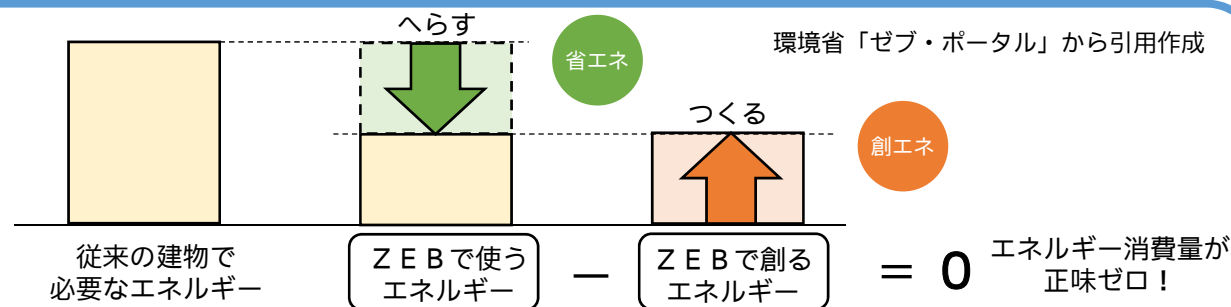 へらす
省エネ
環境省「ゼブ・ポータル」から引用作成
つくる
創エネ
従来の建物で
必要なエネルギー
ＺＥＢで使う
エネルギー
－
ＺＥＢで創る
エネルギー
＝ ０
エネルギー消費量が
正味ゼロ！